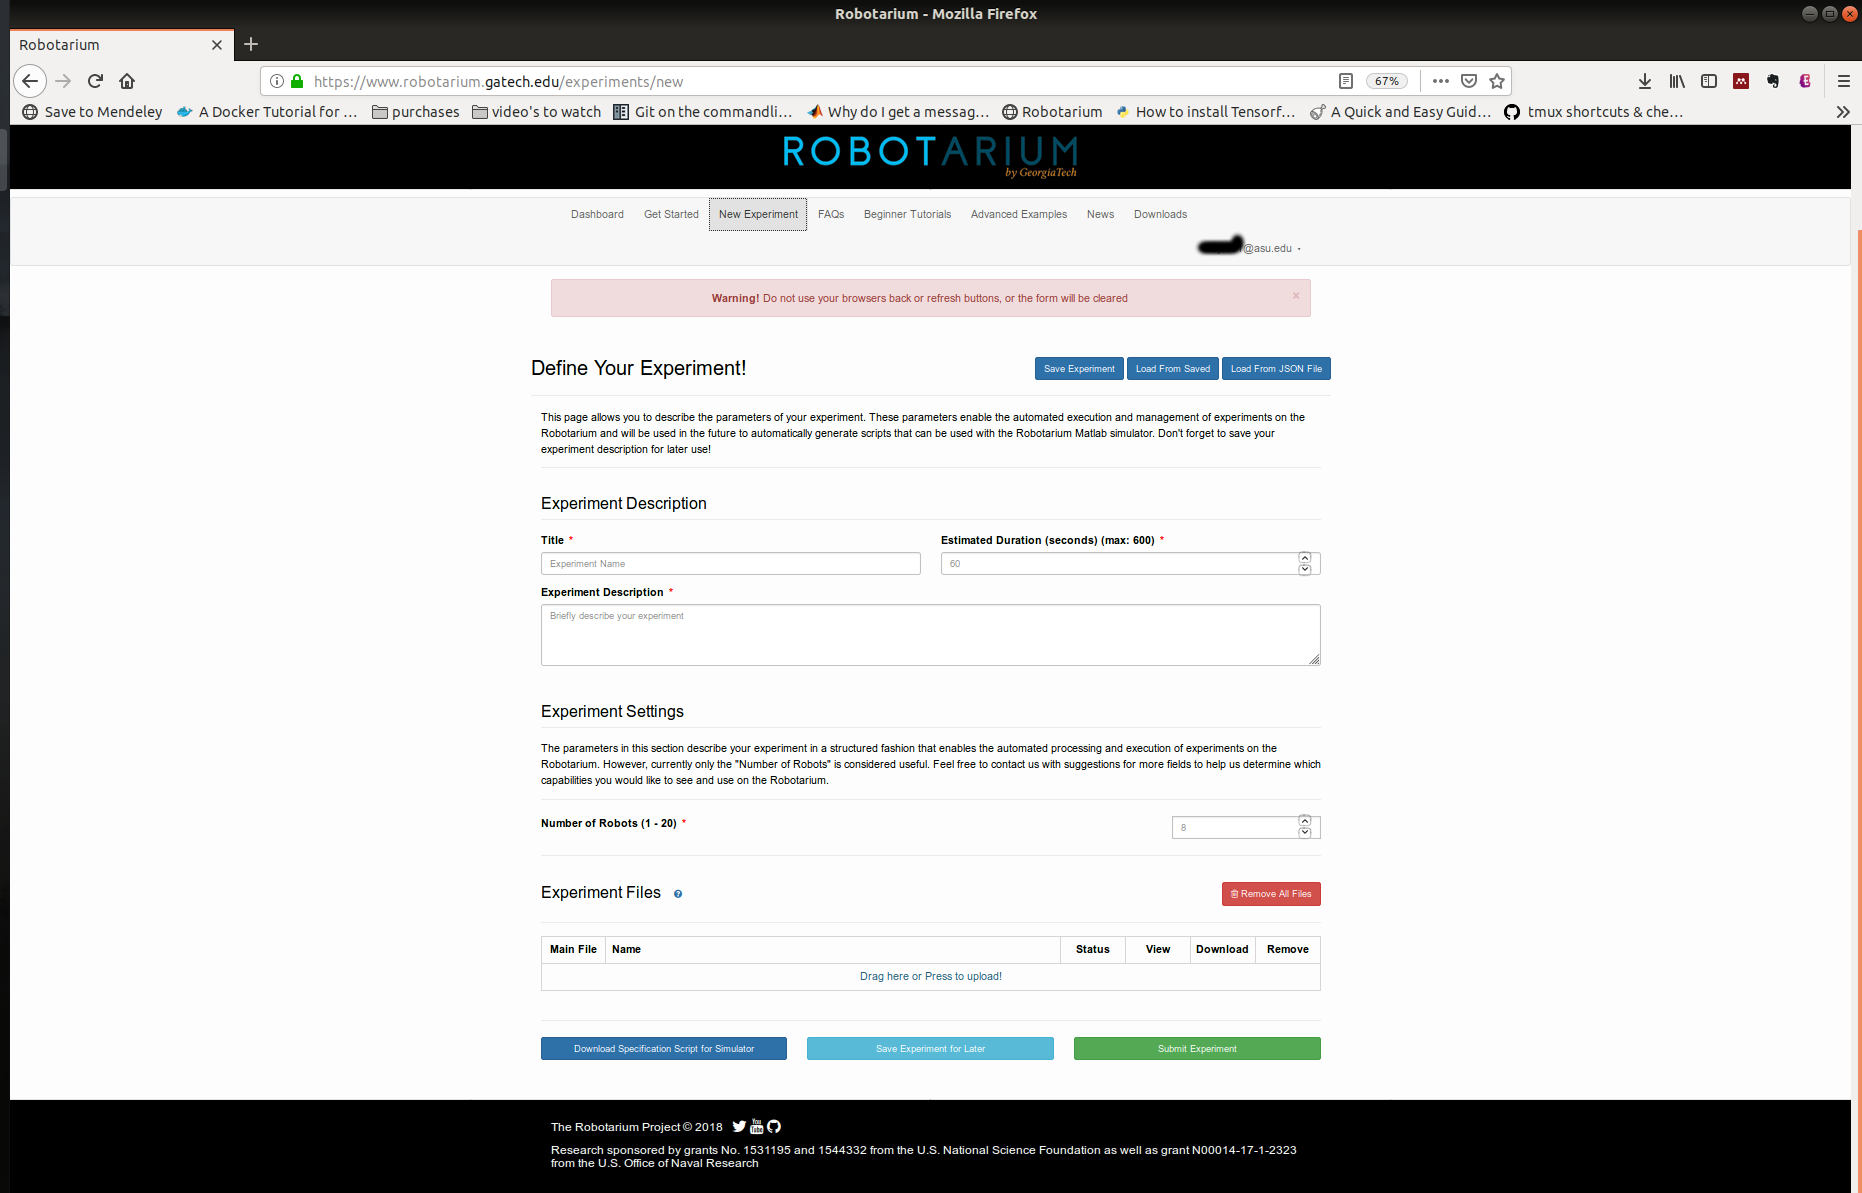 Robotarium - Mozilla Firefox
Robotarium
https://www.robotarium.gatech.edu/experiments/new
67%
Save to Mendeley
A Docker Tutorial for ...
purchases
video's to watch
Git on the commandli...
Why do I get a messag...
Robotarium
How to install Tensorf...
A Quick and Easy Guid...
tmux shortcuts & che...
ROBOTARIUM
by GeorgiaTech
Dashboard
Get Started
New Experiment
FAQs
Beginner Tutorials
Advanced Examples
News
Downloads
@asu.edu
Warning! Do not use your browsers back or refresh buttons, or the form will be cleared
×
Define Your Experiment!
Save Experiment
Load From Saved
Load From JSON File
This page allows you to describe the parameters of your experiment. These parameters enable the automated execution and management of experiments on the
Robotarium and will be used in the future to automatically generate scripts that can be used with the Robotarium Matlab simulator. Don't forget to save your
experiment description for later use!
Experiment Description
Title *
Estimated Duration (seconds) (max: 600) *
Experiment Name
60
Experiment Description *
Briefly describe your experiment
Experiment Settings
The parameters in this section describe your experiment in a structured fashion that enables the automated processing and execution of experiments on the
Robotarium. However, currently only the "Number of Robots" is considered useful. Feel free to contact us with suggestions for more fields to help us determine which
capabilities you would like to see and use on the Robotarium.
Number of Robots (1 - 20) *
8
Experiment Files
Remove All Files
Main File
Name
Status
View
Download
Remove
Drag here or Press to upload!
Download Specification Script for Simulator
Save Experiment for Later
Submit Experiment
The Robotarium Project © 2018
You Tube
Research sponsored by grants No. 1531195 and 1544332 from the U.S. National Science Foundation as well as grant N00014-17-1-2323
from the U.S. Office of Naval Research